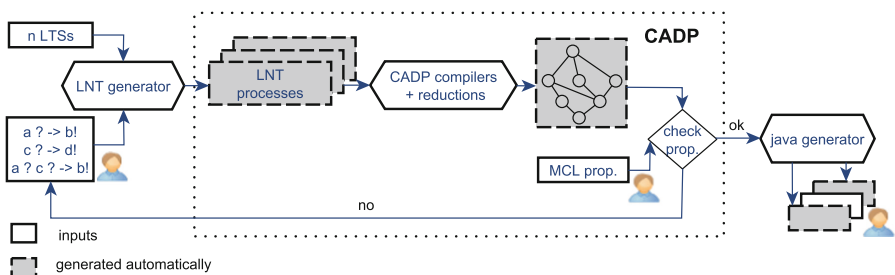 n LTSs
LNT generator
a ? -> b!
c ? -> d!
a ? c ? -> b!
LNT
processes
CADP compilers
+ reductions
CADP
check
prop.
MCL prop.
ok
java generator
no
inputs
generated automatically